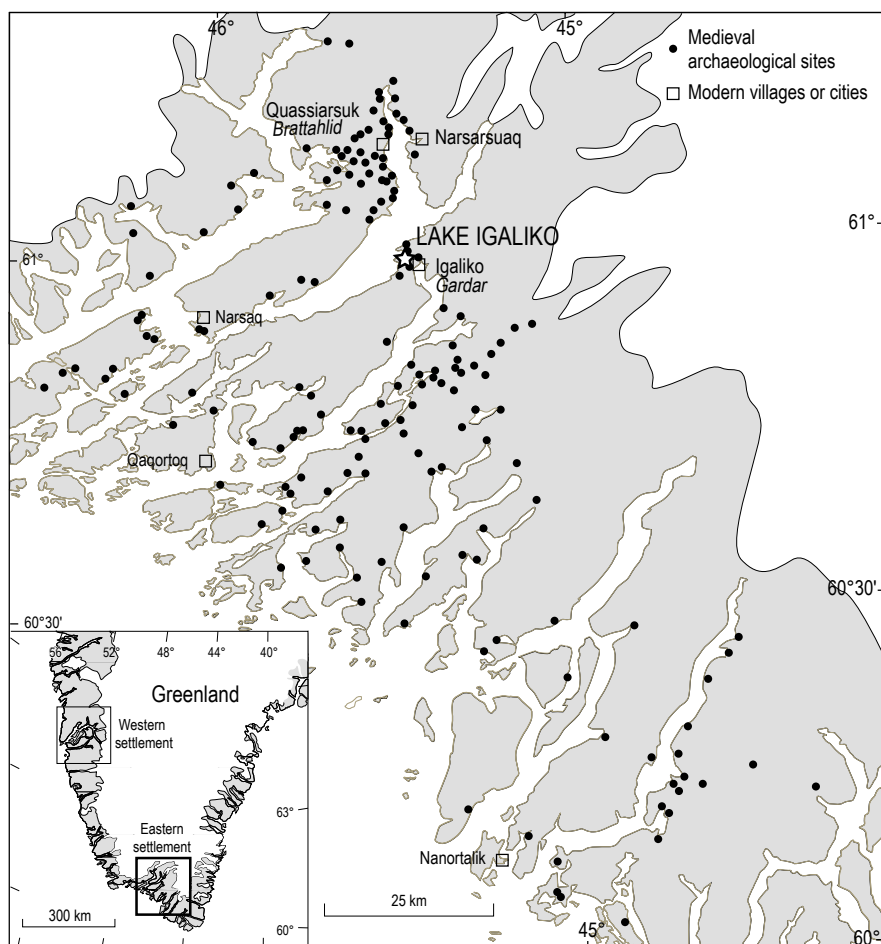 46°
45°
Medieval
archaeological sites
Modern villages or cities
Quassiarsuk
Brattahlid
Narsarsuaq
61°
LAKE IGALIKO
61°
Igaliko
Gardar
Narsaq
Qaqortoq
60°30'
60°30'
56°
52°
48°
44°
40°
Greenland
Western
settlement
63°
Eastern
settlement
Nanortalik
300 km
25 km
60°
45°
60°